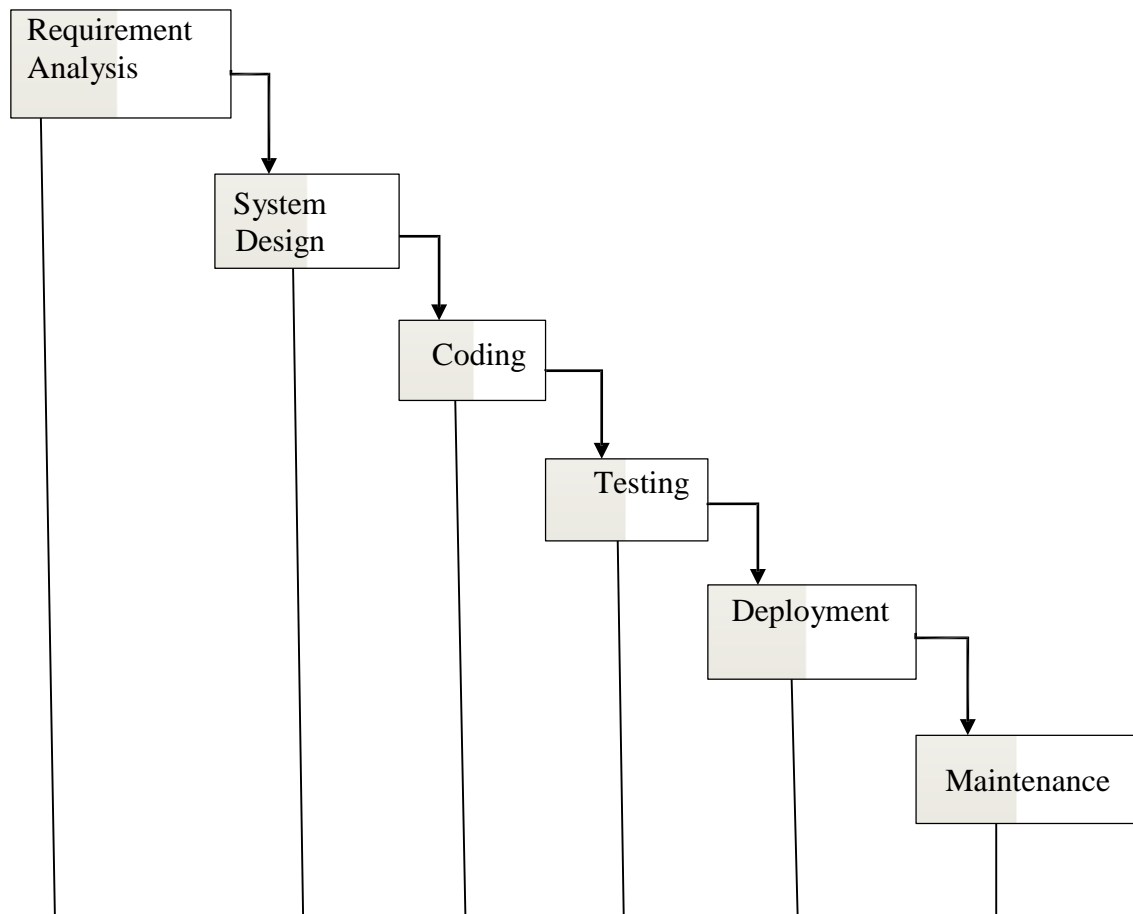 Requirement
Analysis
System
Design
Coding
Testing
Deployment
Maintenance